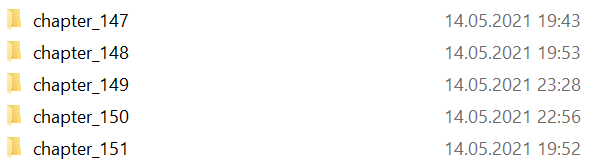 chapter_147 14.05.2021 19:43
chapter_148 14.05.2021 19:53
chapter_149 14.05.2021 23:28
chapter_150 14.05.2021 22:56
chapter_151 14.05.2021 19:52